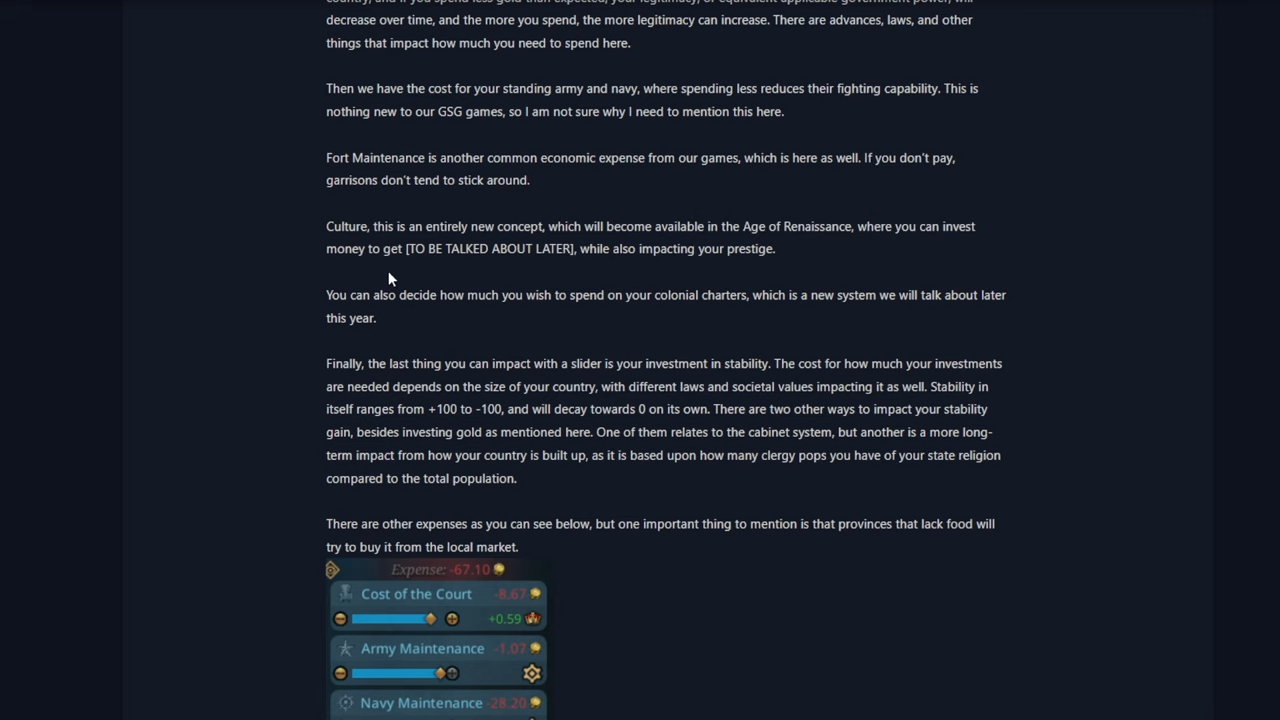 country, and if you spend less gold than expected, your legitimacy, or equivalent applicable government power, will
decrease over time, and the more you spend, the more legitimacy can increase. There are advances, laws, and other
things that impact how much you need to spend here.
Then we have the cost for your standing army and navy, where spending less reduces their fighting capability. This is
nothing new to our GSG games, so I am not sure why I need to mention this here.
Fort Maintenance is another common economic expense from our games, which is here as well. If you don't pay,
garrisons don't tend to stick around.
Culture, this is an entirely new concept, which will become available in the Age of Renaissance, where you can invest
money to get [TO BE TALKED ABOUT LATER], while also impacting your prestige.
You can also decide how much you wish to spend on your colonial charters, which is a new system we will talk about later
this year.
Finally, the last thing you can impact with a slider is your investment in stability. The cost for how much your investments
are needed depends on the size of your country, with different laws and societal values impacting it as well. Stability in
itself ranges from +100 to -100, and will decay towards 0 on its own. There are two other ways to impact your stability
gain, besides investing gold as mentioned here. One of them relates to the cabinet system, but another is a more long-
term impact from how your country is built up, as it is based upon how many clergy pops you have of your state religion
compared to the total population.
There are other expenses as you can see below, but one important thing to mention is that provinces that lack food will
try to buy it from the local market.
Expense: -67.10
Cost of the Court -8.67
+0.59
Army Maintenance -1.07
Navy Maintenance -28.20